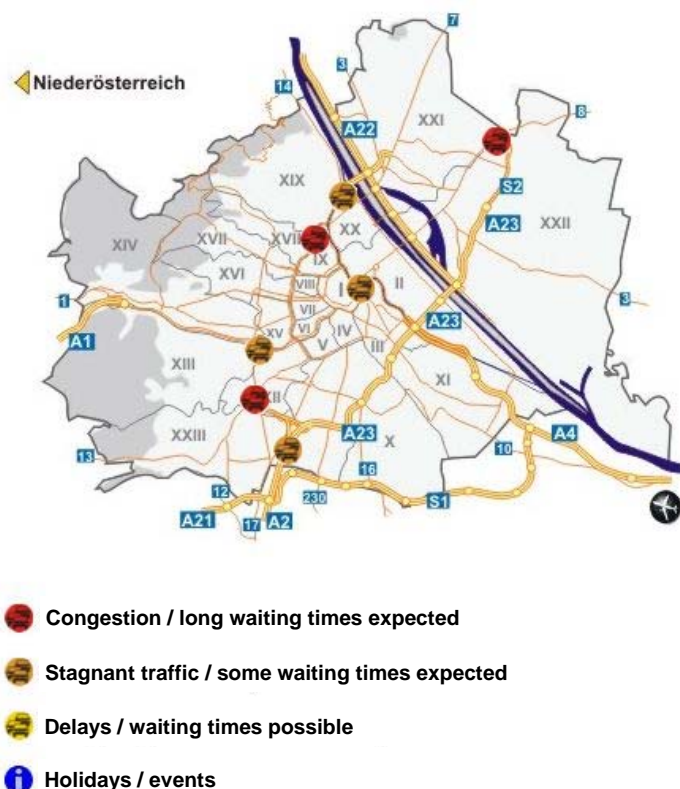 7
Niederösterreich
3
14
A22
XXI
8
XIX
S2
A23
XXII
XX
XIV
XVII
XVII
IX
XVI
VIII
I
II
1
3
VII
A23
A1
XV
VI
IV
V
III
XIII
XI
XII
XXIII
A23
X
A4
10
13
16
12
230
S1
A21
17
A2
Congestion / long waiting times expected
Stagnant traffic / some waiting times expected
Delays / waiting times possible
i Holidays / events